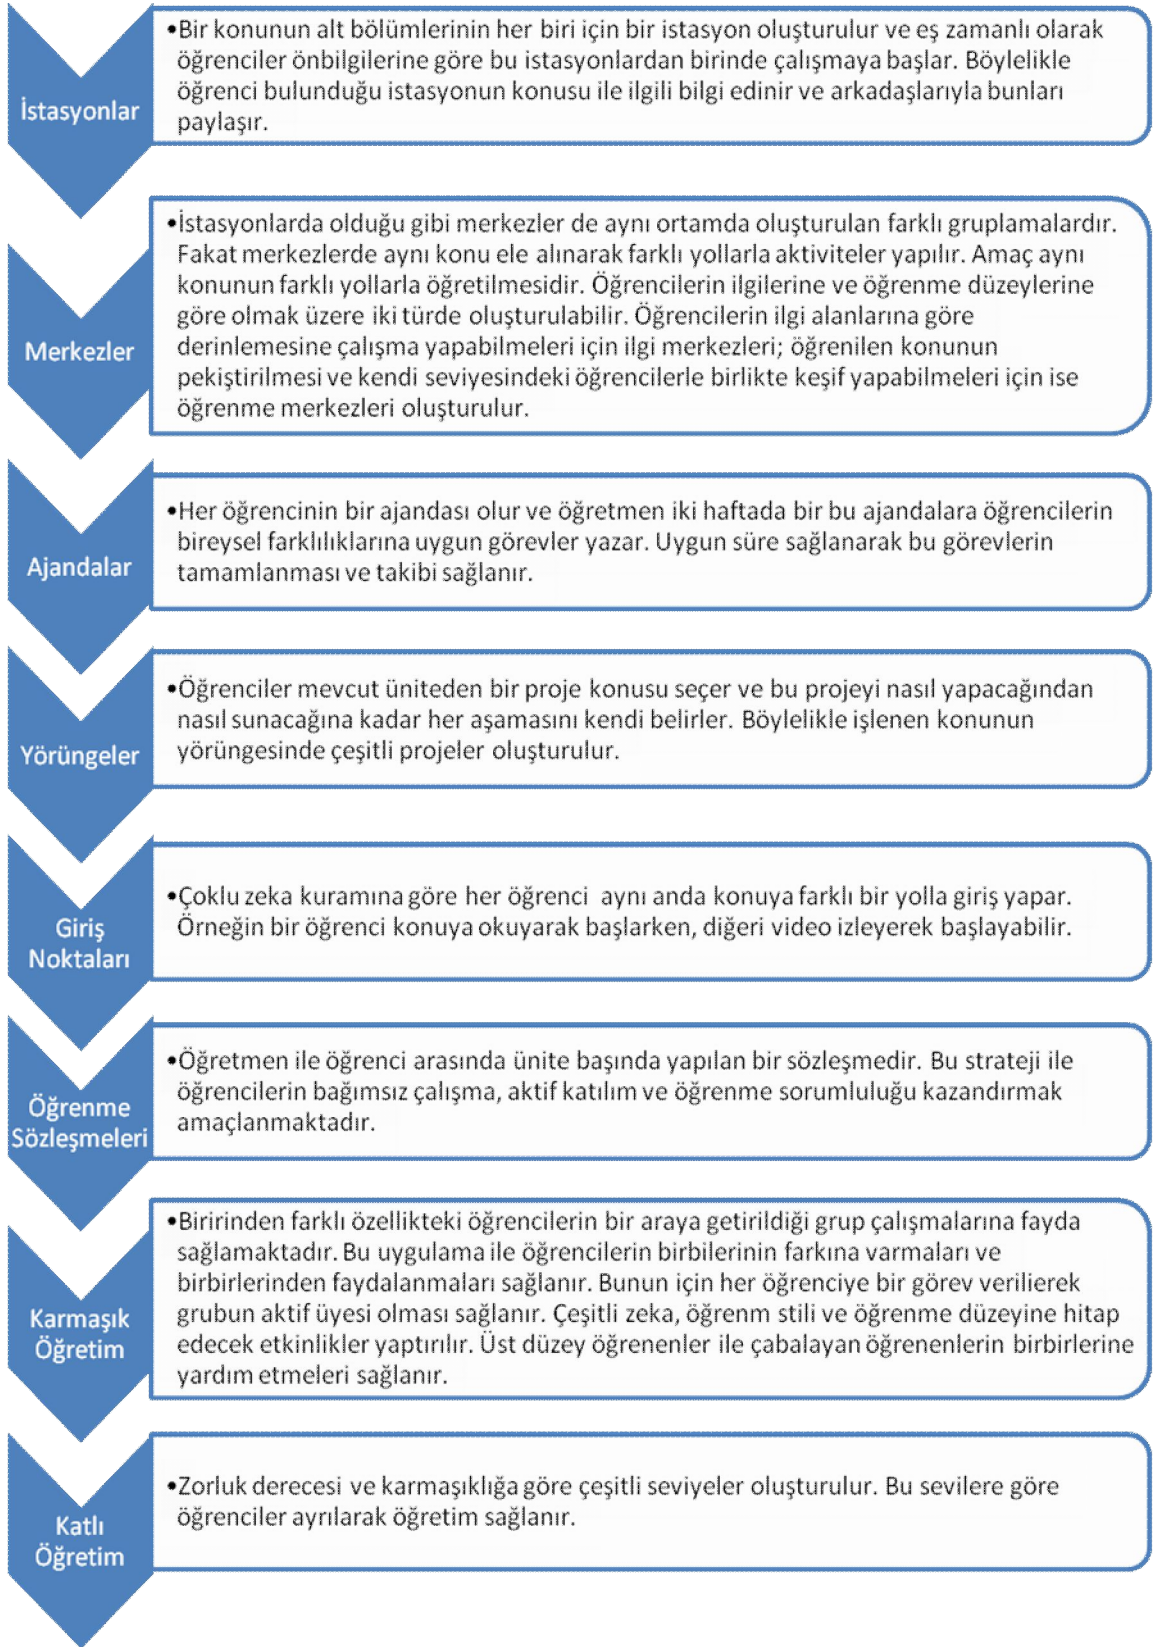 İstasyonlar
•Bir konunun alt bölümlerinin her biri için bir istasyon oluşturulur ve eş zamanlı olarak
öğrenciler önbilgilerine göre bu istasyonlardan birinde çalışmaya başlar. Böylelikle
öğrenci bulunduğu istasyonun konusu ile ilgili bilgi edinir ve arkadaşlarıyla bunları
paylaşır.
Merkezler
•İstasyonlarda olduğu gibi merkezler de aynı ortamda oluşturulan farklı gruplamalardır.
Fakat merkezlerde aynı konu ele alınarak farklı yollarla aktiviteler yapılır. Amaç aynı
konunun farklı yollarla öğretilmesidir. Öğrencilerin ilgilerine ve öğrenme düzeylerine
göre olmak üzere iki türde oluşturulabilir. Öğrencilerin ilgi alanlarına göre
derinlemesine çalışma yapabilmeleri için ilgi merkezleri; öğrenilen konunun
pekiştirilmesi ve kendi seviyesindeki öğrencilerle birlikte keşif yapabilmeleri için ise
öğrenme merkezleri oluşturulur.
Ajandalar
•Her öğrencinin bir ajandası olur ve öğretmen iki haftada bir bu ajandalara öğrencilerin
bireysel farklılıklarına uygun görevler yazar. Uygun süre sağlanarak bu görevlerin
tamamlanması ve takibi sağlanır.
Yörüngeler
•Öğrenciler mevcut üniteden bir proje konusu seçer ve bu projeyi nasıl yapacağından
nasıl sunacağına kadar her aşamasını kendi belirler. Böylelikle işlenen konunun
yörüngesinde çeşitli projeler oluşturulur.
Giriş
Noktaları
•Çoklu zeka kuramına göre her öğrenci aynı anda konuya farklı bir yolla giriş yapar.
Örneğin bir öğrenci konuya okuyarak başlarken, diğeri video izleyerek başlayabilir.
Öğrenme
Sözleşmeleri
•Öğretmen ile öğrenci arasında ünite başında yapılan bir sözleşmedir. Bu strateji ile
öğrencilerin bağımsız çalışma, aktif katılım ve öğrenme sorumluluğu kazandırmak
amaçlanmaktadır.
Karmaşık
Öğretim
•Biririnden farklı özellikteki öğrencilerin bir araya getirildiği grup çalışmalarına fayda
sağlamaktadır. Bu uygulama ile öğrencilerin birbilerinin farkına varmaları ve
birbirlerinden faydalanmaları sağlanır. Bunun için her öğrenciye bir görev verilierek
grubun aktif üyesi olması sağlanır. Çeşitli zeka, öğrenm stili ve öğrenme düzeyine hitap
edecek etkinlikler yaptırılır. Üst düzey öğrenenler ile çabalayan öğrenenlerin birbirlerine
yardım etmeleri sağlanır.
Katlı
Öğretim
•Zorluk derecesi ve karmaşıklığa göre çeşitli seviyeler oluşturulur. Bu sevilere göre
öğrenciler ayrılarak öğretim sağlanır.